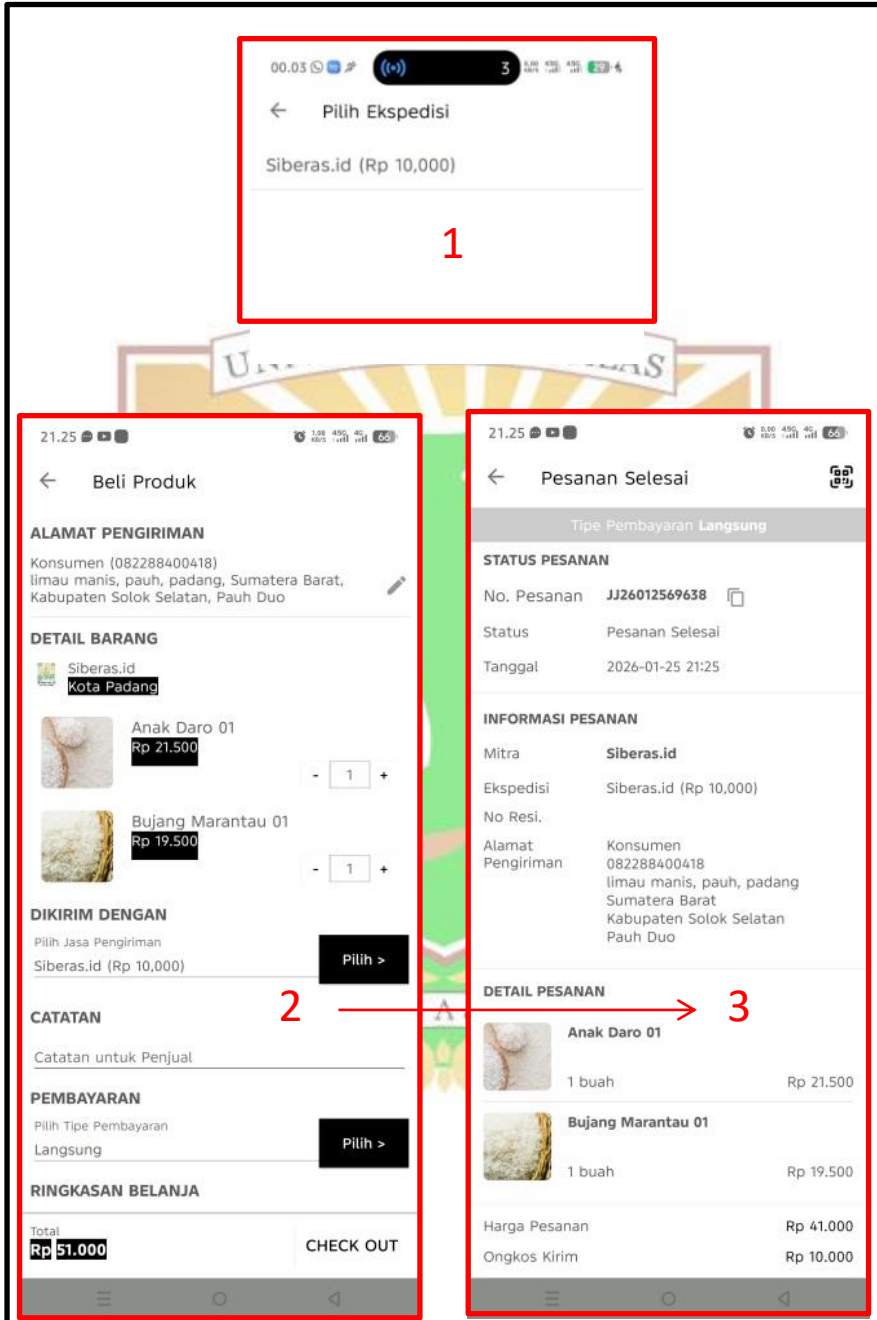 00.03
3
29
Pilih Ekspedisi
Siberas.id (Rp 10,000)
1
21.25
66
Beli Produk
ALAMAT PENGIRIMAN
Konsumen (082288400418)
limau manis, pauh, padang, Sumatera Barat,
Kabupaten Solok Selatan, Pauh Duo
DETAIL BARANG
Siberas.id
Kota Padang
Anak Daro 01
Rp 21.500
- 1 +
Bujang Marantau 01
Rp 19.500
- 1 +
DIKIRIM DENGAN
Pilih Jasa Pengiriman
Siberas.id (Rp 10,000)
Pilih >
2
CATATAN
Catatan untuk Penjual
PEMBAYARAN
Pilih Tipe Pembayaran
Langsung
Pilih >
RINGKASAN BELANJA
Total
Rp 51.000
CHECK OUT
21.25
66
Pesanan Selesai
Tipe Pembayaran Langsung
STATUS PESANAN
No. Pesanan JJ26012569638
Status Pesanan Selesai
Tanggal 2026-01-25 21:25
INFORMASI PESANAN
Mitra Siberas.id
Ekspedisi Siberas.id (Rp 10,000)
No Resi.
Alamat Konsumen
Pengiriman 082288400418
limau manis, pauh, padang
Sumatera Barat
Kabupaten Solok Selatan
Pauh Duo
DETAIL PESANAN
3
Anak Daro 01
1 buah Rp 21.500
Bujang Marantau 01
1 buah Rp 19.500
Harga Pesanan Rp 41.000
Ongkos Kirim Rp 10.000